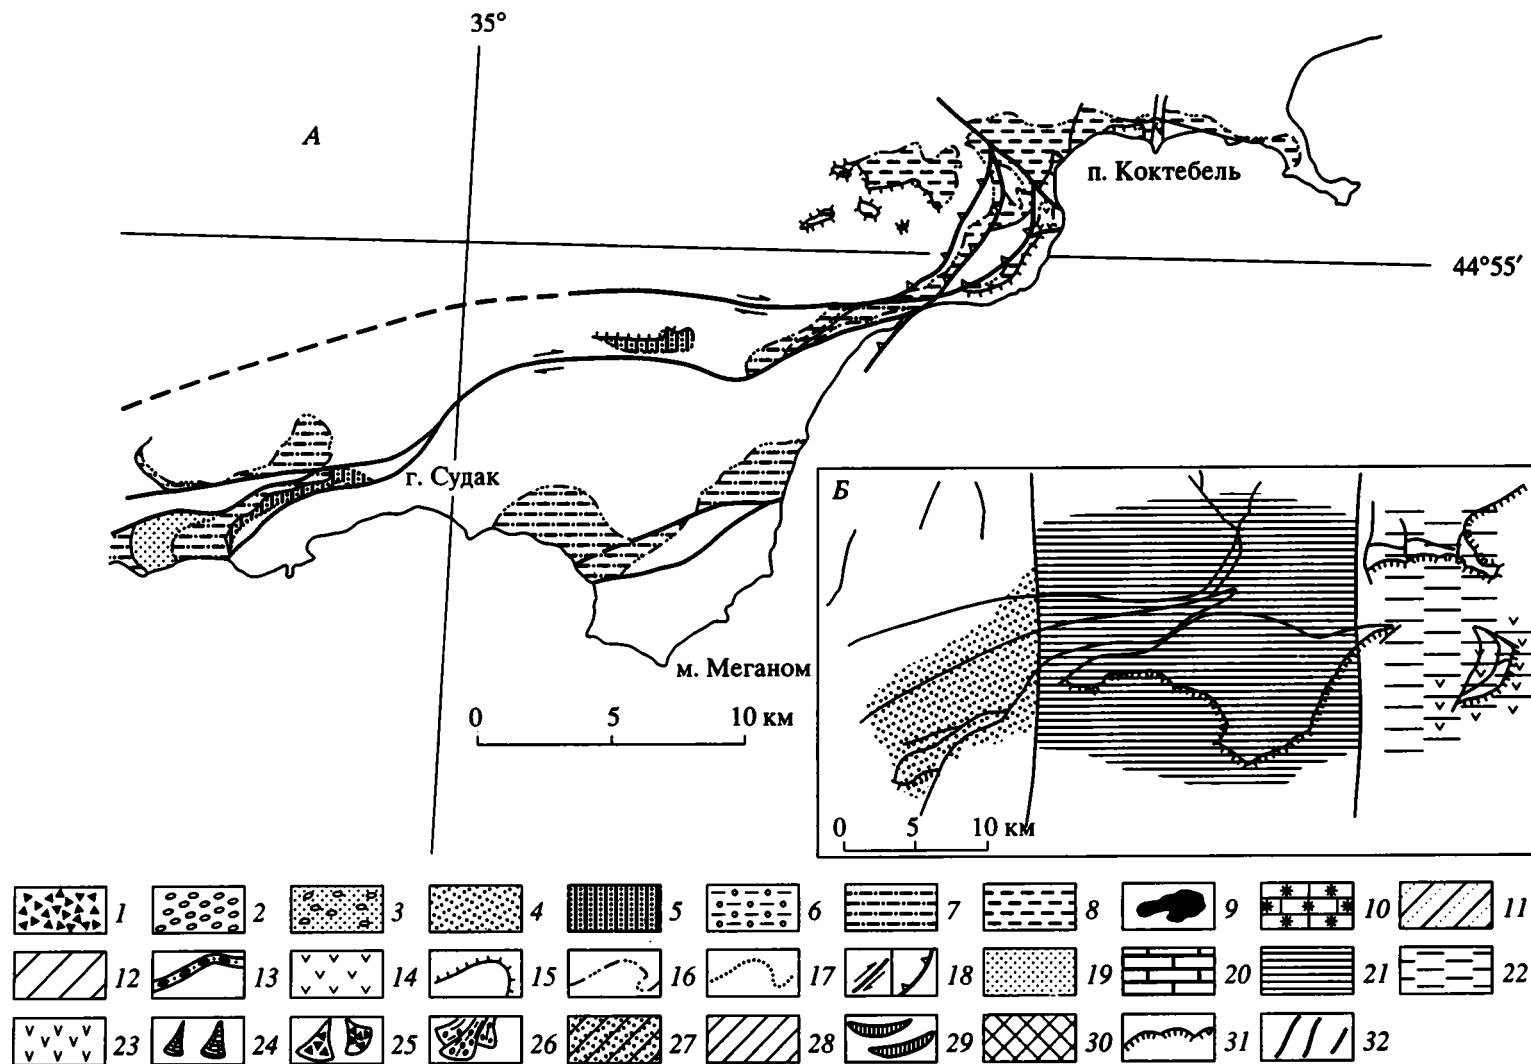 35°
А
п. Коктебель
44°55′
г. Судак
Б
м. Меганом
0 5 10 км
0 5 10 км
1 2 3 4 5 6 7 8 9 10 11
12 13 14 15 16 17 18 19 20 21 22
23 24 25 26 27 28 29 30 31 32